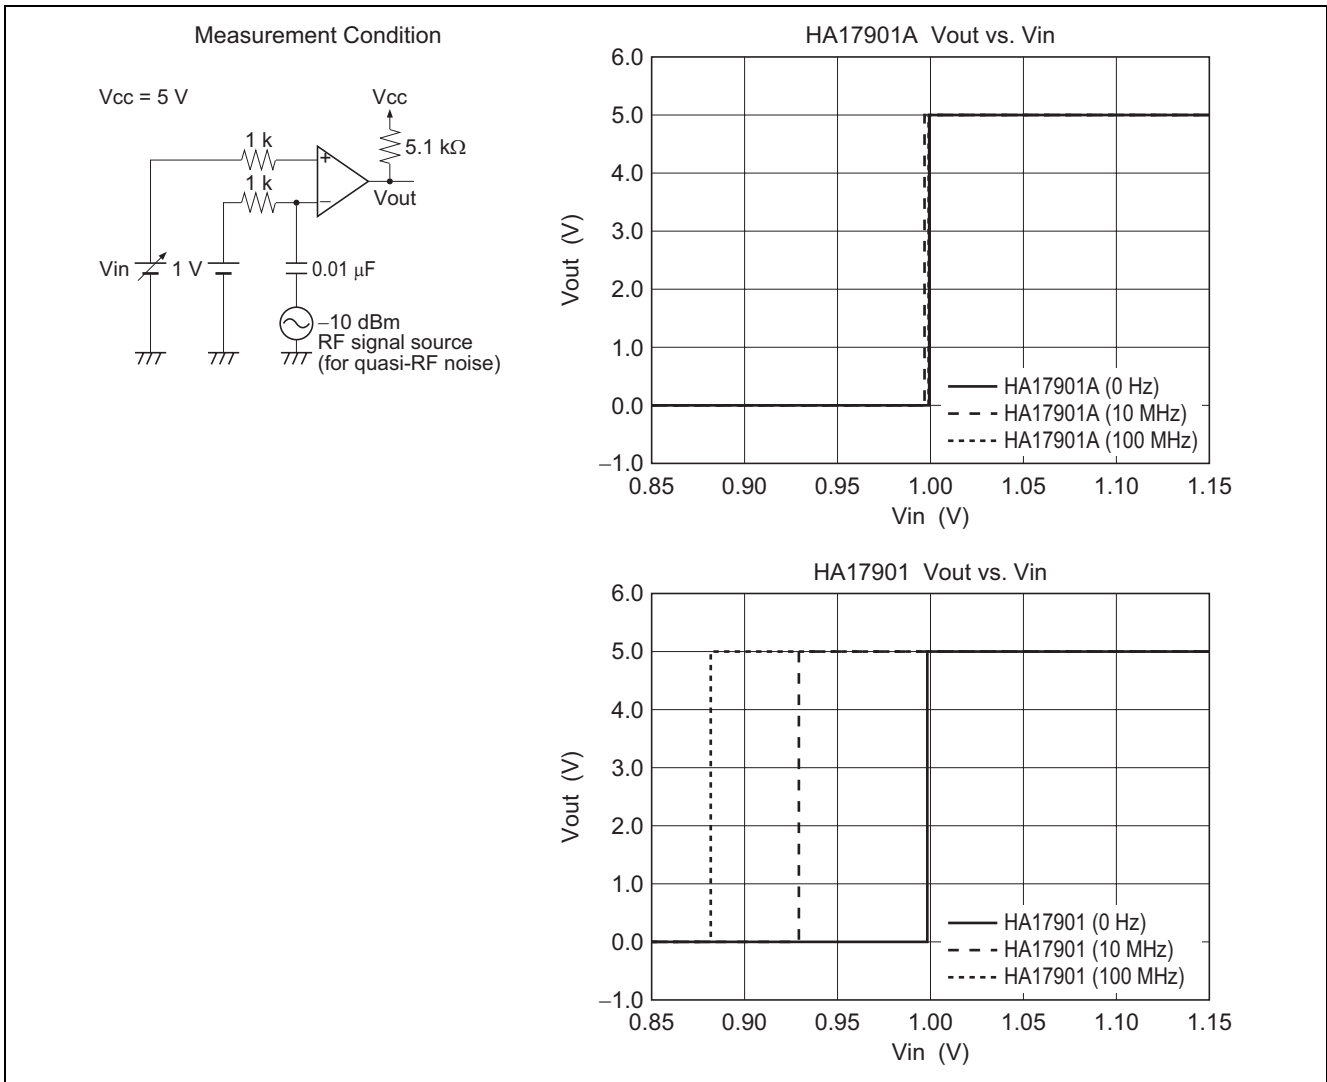 Measurement Condition
Vcc = 5 V
Vcc
5.1 kΩ
1 k
+
1 k
−
Vout
Vin
1 V
0.01 μF
−10 dBm
RF signal source
(for quasi-RF noise)
HA17901A Vout vs. Vin
6.0
5.0
4.0
3.0
2.0
1.0
0.0
−1.0
Vout (V)
HA17901A (0 Hz)
HA17901A (10 MHz)
HA17901A (100 MHz)
0.85 0.90 0.95 1.00 1.05 1.10 1.15
Vin (V)
HA17901 Vout vs. Vin
6.0
5.0
4.0
3.0
2.0
1.0
0.0
−1.0
Vout (V)
HA17901 (0 Hz)
HA17901 (10 MHz)
HA17901 (100 MHz)
0.85 0.90 0.95 1.00 1.05 1.10 1.15
Vin (V)